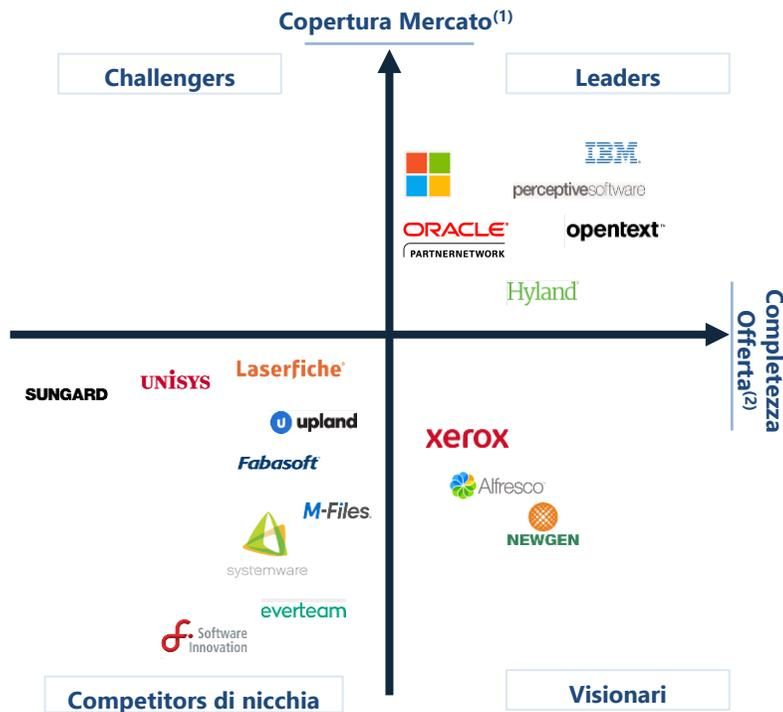 Copertura Mercato(1)
Challengers
Leaders
IBM
perceptivesoftware
ORACLE
PARTNERNETWORK
opentext™
Hyland
Completezza
Offerta(2)
Laserfiche
UNiSYS
SUNGARD
upland
xerox
Fabasoft
Alfresco
M-Files
NEWGEN
systemware
everteam
Software
Innovation
Competitors di nicchia
Visionari